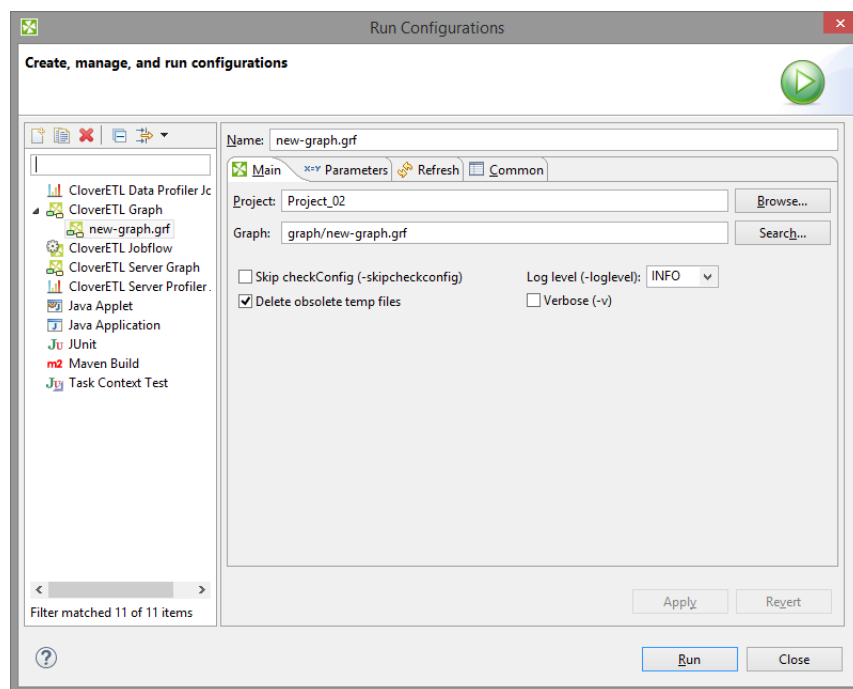 Run Configurations
Create, manage, and run configurations
Name: new-graph.grf
Main x=y Parameters Refresh Common
Project: Project_02 Browse...
Graph: graph/new-graph.grf Search...
Skip checkConfig (-skipcheckconfig) Log level (-loglevel): INFO
Delete obsolete temp files Verbose (-v)
CloverETL Data Profiler Jc
CloverETL Graph
new-graph.grf
CloverETL Jobflow
CloverETL Server Graph
CloverETL Server Profiler.
Java Applet
Java Application
Ju JUnit
m2 Maven Build
Ju Task Context Test
Filter matched 11 of 11 items
Apply Revert
? Run Close